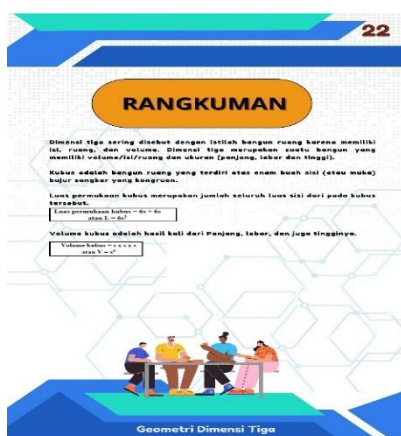 22
RANGKUMAN
Dimensi tiga sering disebut dengan istilah bangun ruang karena memiliki
isi, ruang, dan volume. Dimensi tiga merupakan suatu bangun yang
memiliki volume/isi/ruang dan ukuran (panjang, lebar dan tinggi).
Kubus adalah bangun ruang yang terdiri atas enam buah sisi (atau muka)
bujur sangkar yang kongruen.
Luas permukaan kubus merupakan jumlah seluruh luas sisi dari pada kubus
tersebut.
Luas permukaan kubus = 6s × 6s
atau L = 6s²
Volume kubus adalah hasil kali dari Panjang, lebar, dan juga tingginya.
Volume kubus = s x s x s
atau V = s³
Geometri Dimensi Tiga